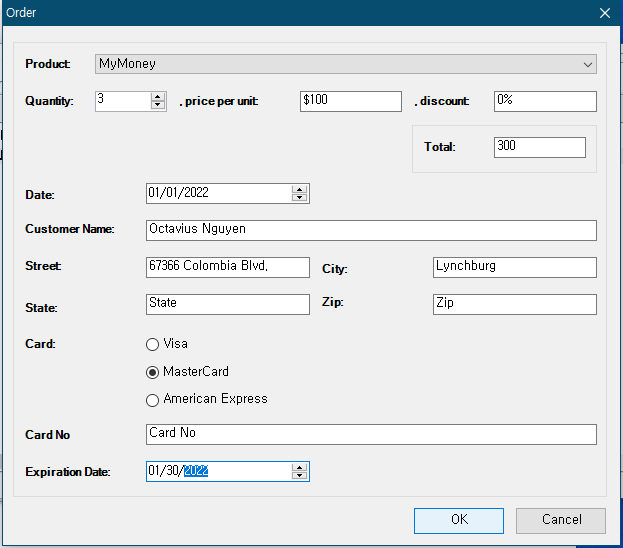 Order
Product: MyMoney
Quantity: 3 , price per unit: $100 , discount: 0%
Total: 300
Date: 01/01/2022
Customer Name: Octavius Nguyen
Street: 67366 Colombia Blvd, City: Lynchburg
State: State Zip: Zip
Card: Visa
MasterCard
American Express
Card No Card No
Expiration Date: 01/30/2022
OK Cancel